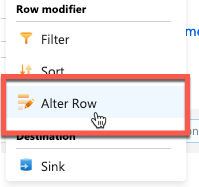 Row modifier
Filter
Sort
Alter Row
Destination
Sink